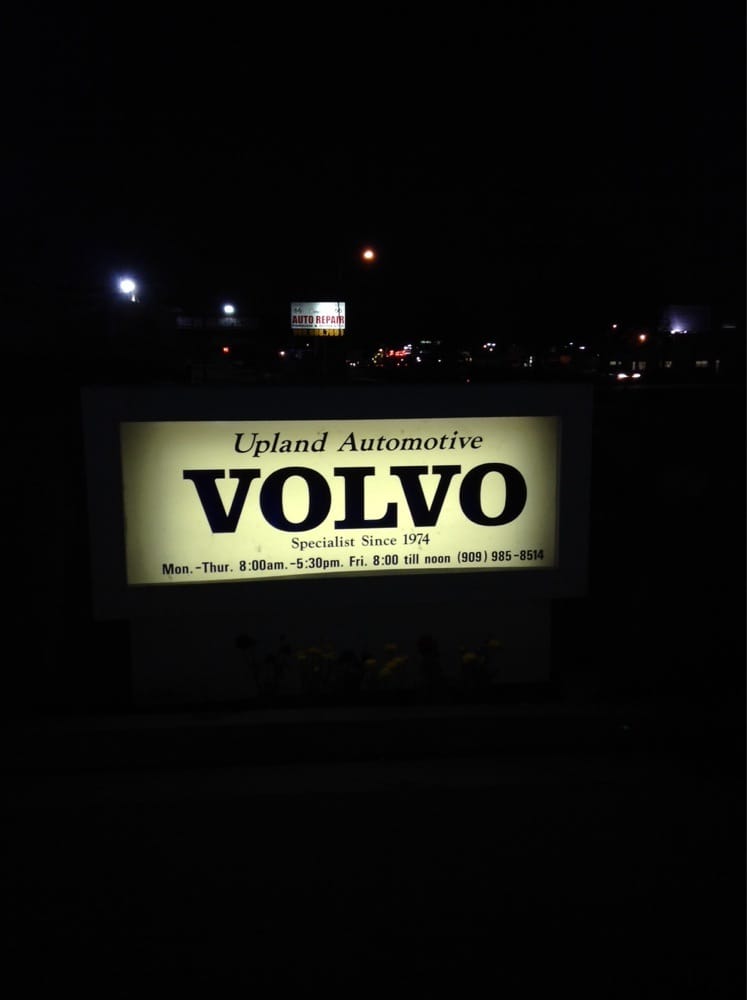 AUTO REPAIR
Upland Automotive
VOLVO
Specialist Since 1974
Mon.-Thur. 8:00am.-5:30pm. Fri. 8:00 till noon (909) 985-8514